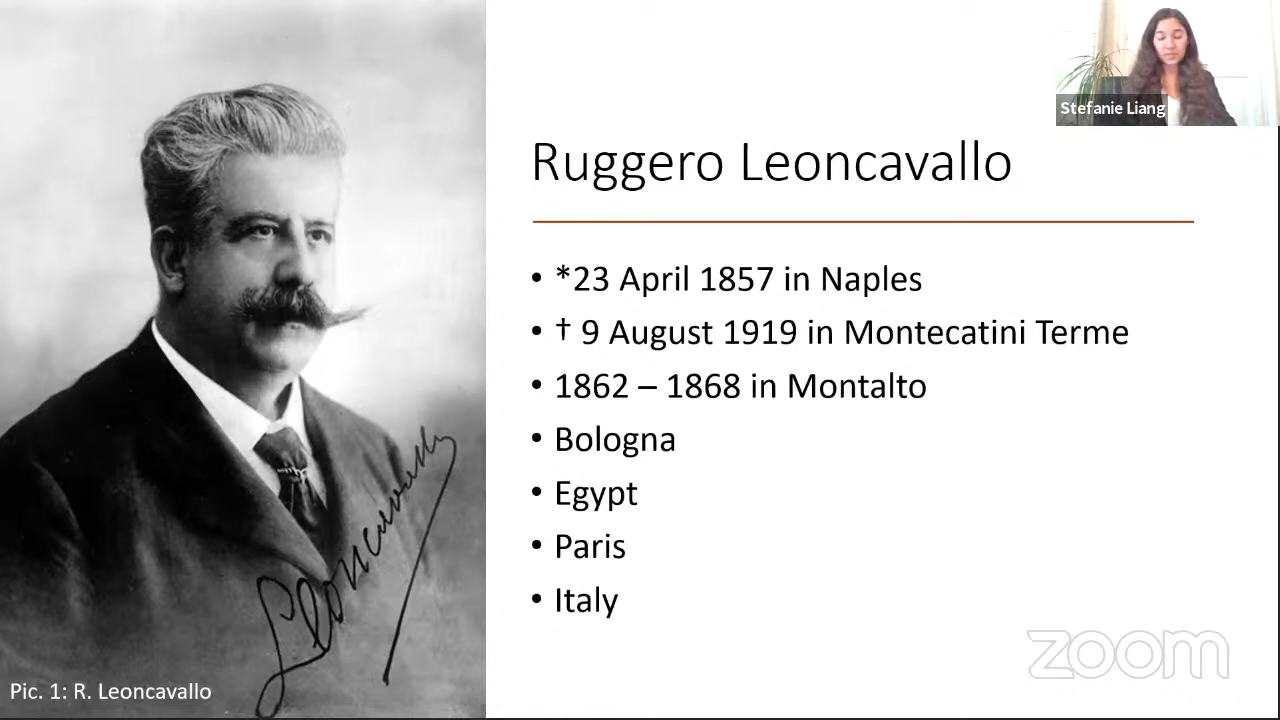 Stefanie Liang
Ruggero Leoncavallo
• *23 April 1857 in Naples
• † 9 August 1919 in Montecatini Terme
• 1862 – 1868 in Montalto
• Bologna
• Egypt
• Paris
• Italy
Leoncavallo
Pic. 1: R. Leoncavallo
zoom